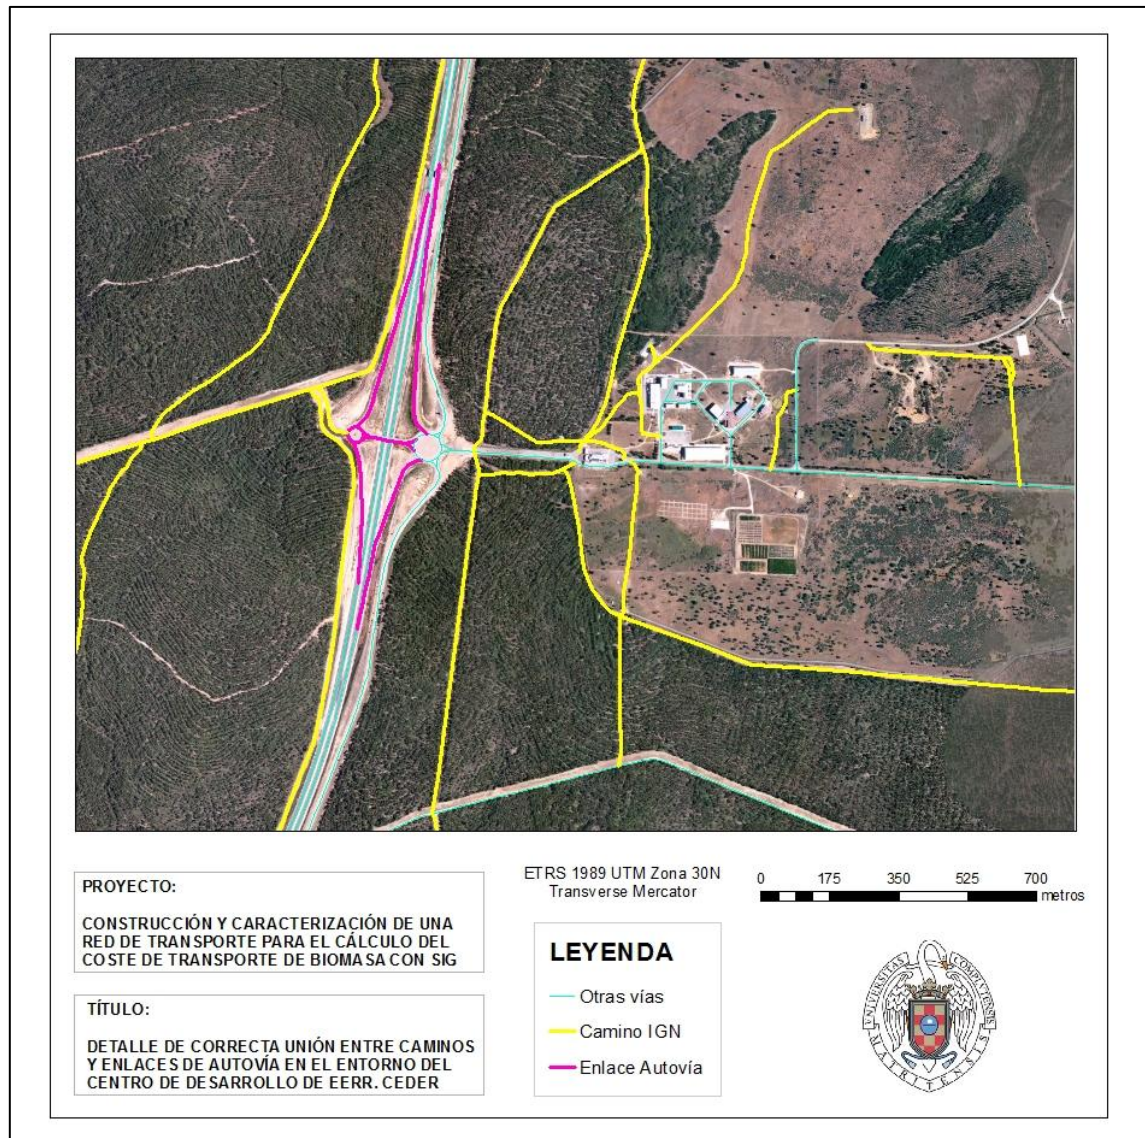 PROYECTO:
CONSTRUCCIÓN Y CARACTERIZACIÓN DE UNA
RED DE TRANSPORTE PARA EL CÁLCULO DEL
COSTE DE TRANSPORTE DE BIOMASA CON SIG
TÍTULO:
DETALLE DE CORRECTA UNIÓN ENTRE CAMINOS
Y ENLACES DE AUTOVÍA EN EL ENTORNO DEL
CENTRO DE DESARROLLO DE EERR. CEDER
ETRS 1989 UTM Zona 30N
Transverse Mercator
0 175 350 525 700
metros
LEYENDA
Otras vías
Camino IGN
Enlace Autovía
UNIVERSITAS COMPLUTENSIS
MATRITENSIS